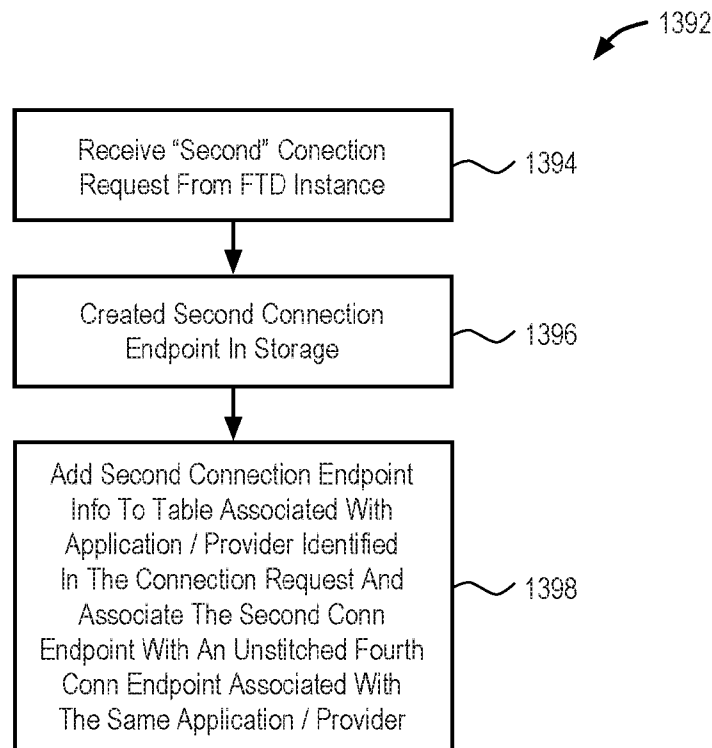 1392
Receive “Second” Conection
Request From FTD Instance
1394
Created Second Connection
Endpoint In Storage
1396
Add Second Connection Endpoint
Info To Table Associated With
Application / Provider Identified
In The Connection Request And
Associate The Second Conn
Endpoint With An Unstitched Fourth
Conn Endpoint Associated With
The Same Application / Provider
1398